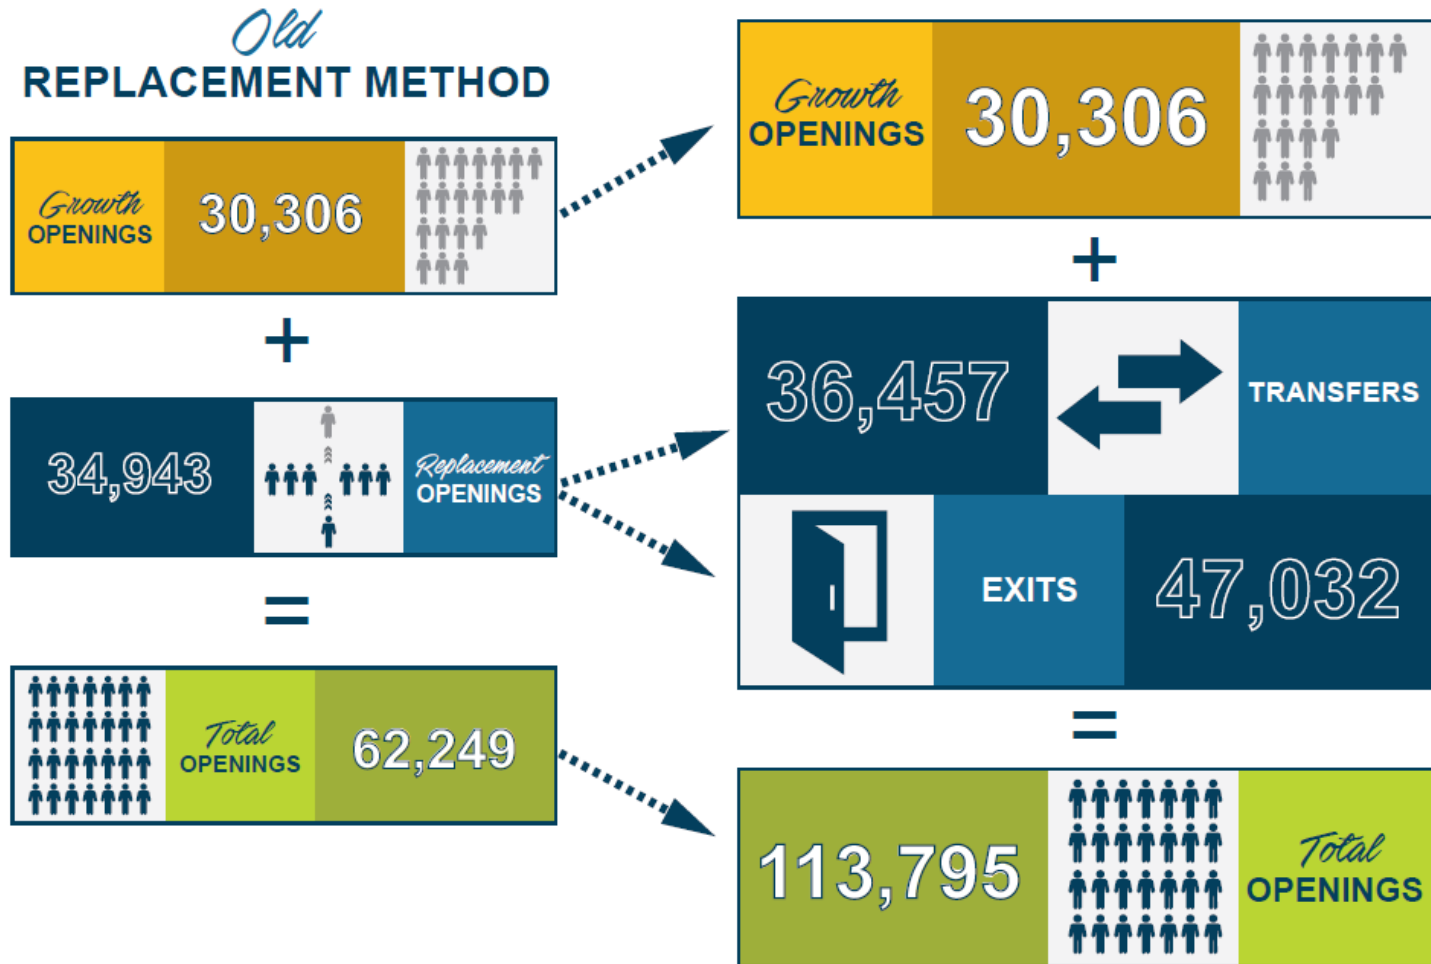 Old
REPLACEMENT METHOD
Growth
OPENINGS
30,306
+
34,943
Replacement
OPENINGS
=
Total
OPENINGS
62,249
Growth
OPENINGS
30,306
+
36,457
TRANSFERS
EXITS
47,032
=
113,795
Total
OPENINGS